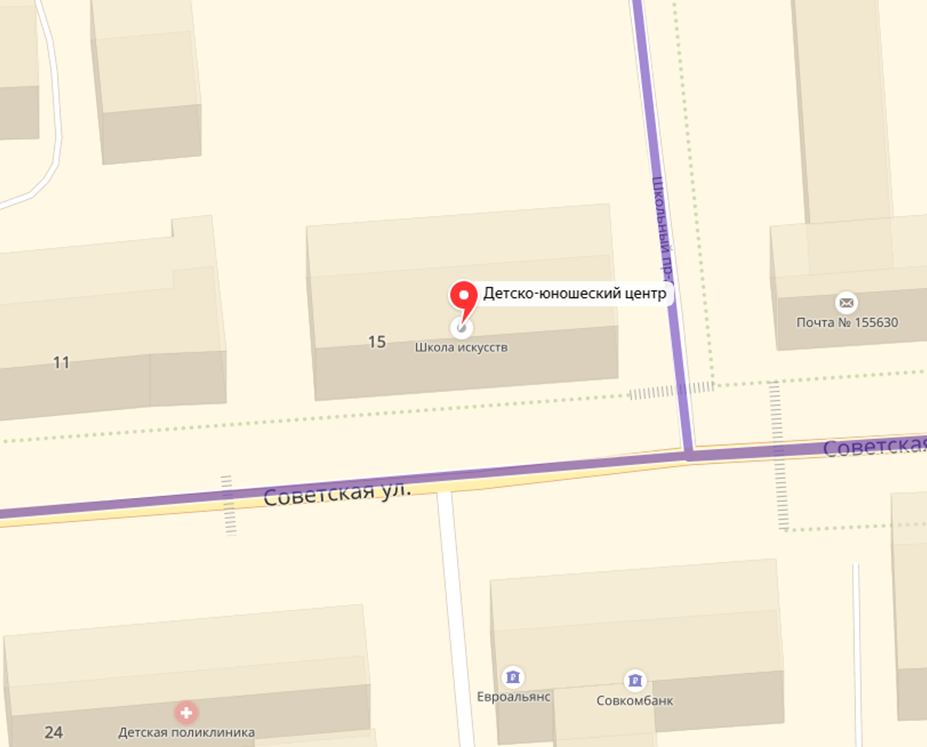 Школьный пр-
Детско-юношеский центр
Почта № 155630
15
Школа искусств
11
Советская
Советская ул.
Евроальянс
Совкомбанк
24
Детская поликлиника